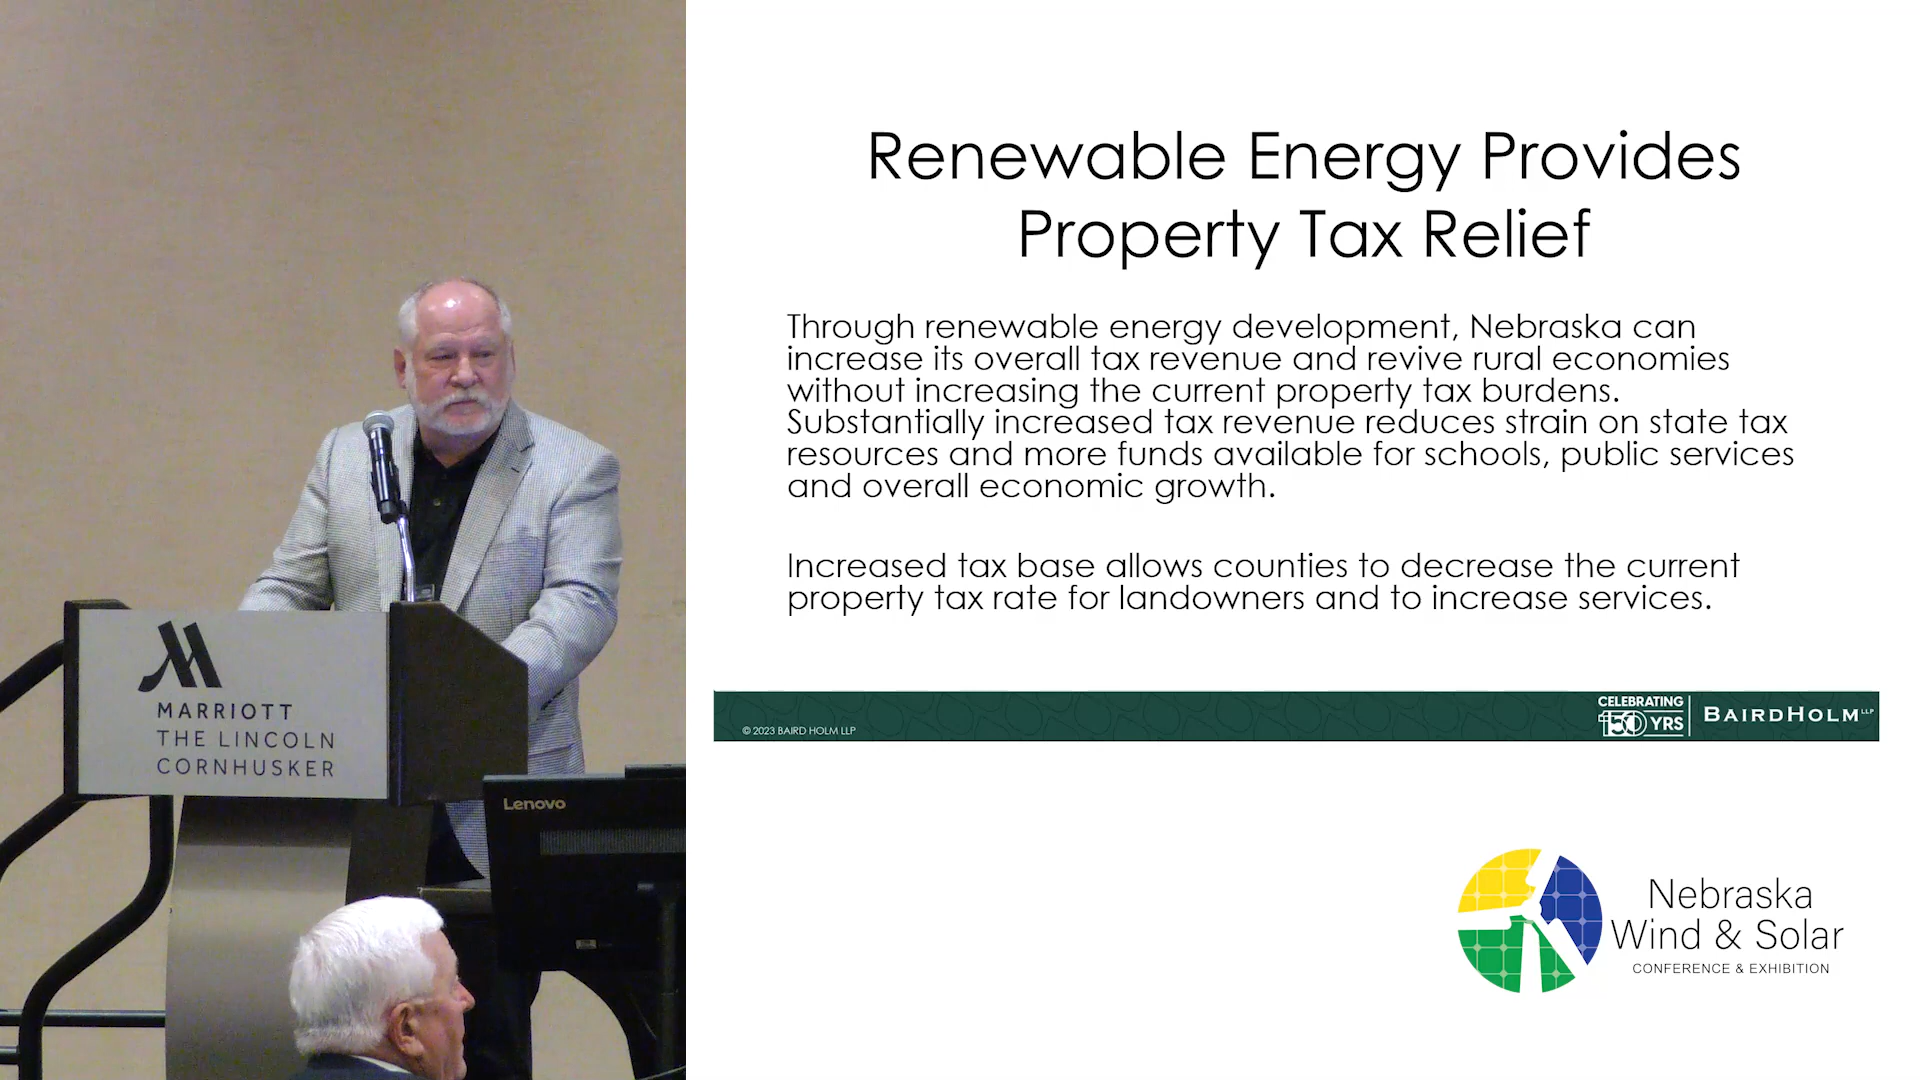 Renewable Energy Provides
Property Tax Relief
Through renewable energy development, Nebraska can
increase its overall tax revenue and revive rural economies
without increasing the current property tax burdens.
Substantially increased tax revenue reduces strain on state tax
resources and more funds available for schools, public services
and overall economic growth.
Increased tax base allows counties to decrease the current
property tax rate for landowners and to increase services.
© 2023 BAIRD HOLM LLP
CELEBRATING
150 YRS
BAIRDHOLM LLP
MARRIOTT
THE LINCOLN
CORNHUSKER
Lenovo
Nebraska
Wind & Solar
CONFERENCE & EXHIBITION